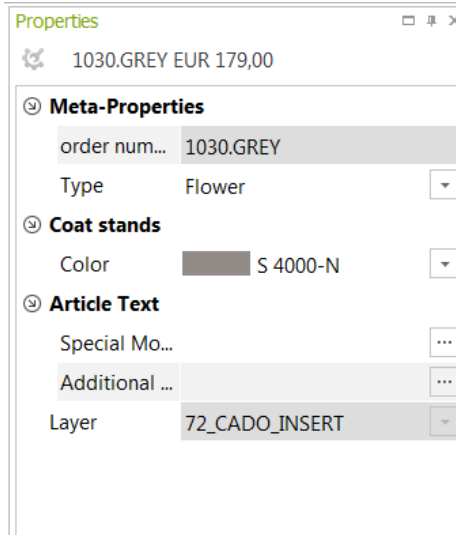 Properties
1030.GREY EUR 179,00
Meta-Properties
order num... 1030.GREY
Type Flower
Coat stands
Color S 4000-N
Article Text
Special Mo...
Additional ...
Layer 72_CADO_INSERT